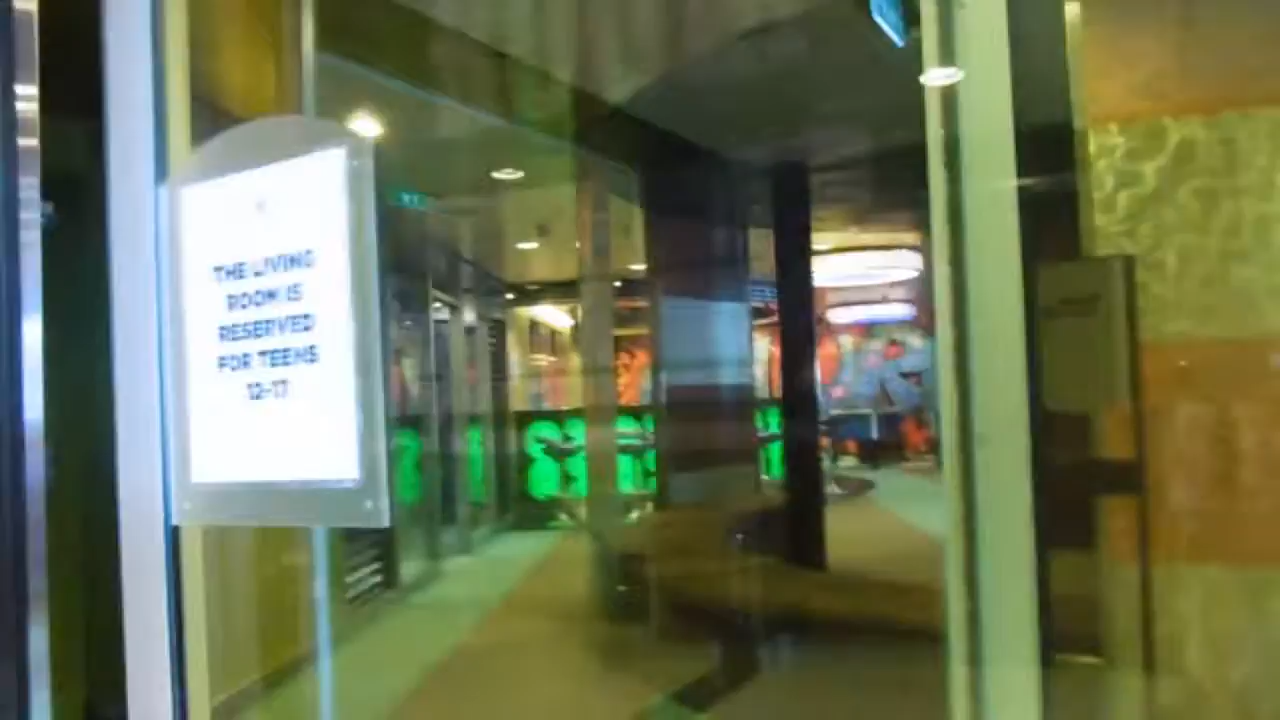 THE LIVING
ROOM IS
RESERVED
FOR TEENS
12-17